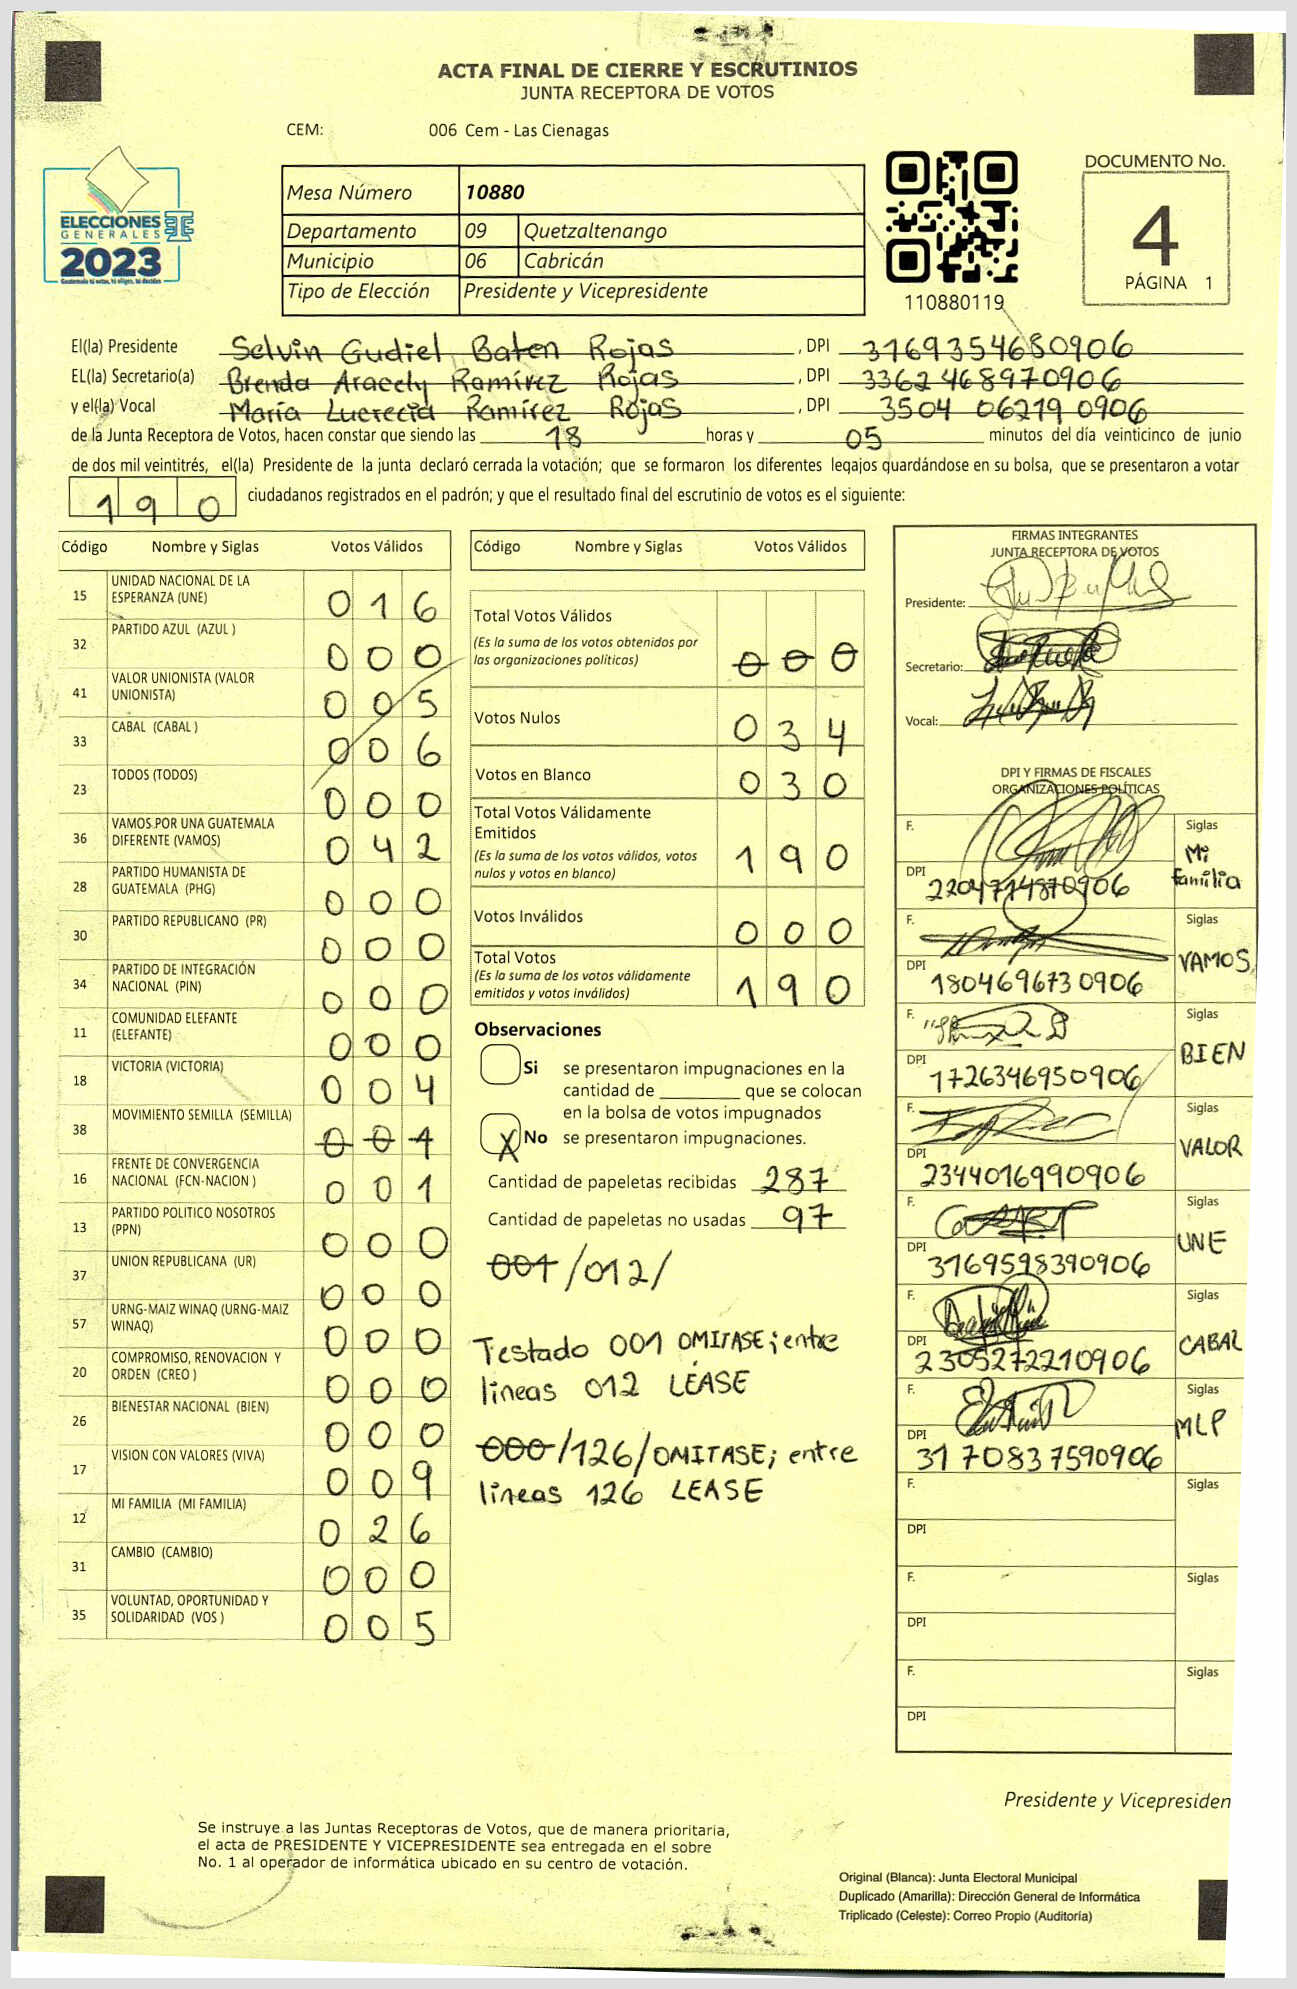 ACTA FINAL DE CIERRE Y ESCRUTINIOS
JUNTA RECEPTORA DE VOTOS
CEM: 006 Cem - Las Cienagas
ELECCIONES
GENERALES
2023
Guatemala tú votas, tú eliges, tú decides
Mesa Número 10880
Departamento 09 Quetzaltenango
Municipio 06 Cabricán
Tipo de Elección Presidente y Vicepresidente
110880119
DOCUMENTO No.
4
PÁGINA 1
El(la) Presidente Selvin Gudiel Baten Rojas , DPI 3169354680906
EL(la) Secretario(a) Brenda Aracely Ramírez Rojas , DPI 3362468970906
y el(la) Vocal María Lucrecia Ramírez Rojas , DPI 3504 06219 0906
de la Junta Receptora de Votos, hacen constar que siendo las 18 horas y 05 minutos del día veinticinco de junio
de dos mil veintitrés, el(la) Presidente de la junta declaró cerrada la votación; que se formaron los diferentes legajos guardándose en su bolsa, que se presentaron a votar
190 ciudadanos registrados en el padrón; y que el resultado final del escrutinio de votos es el siguiente:
Código Nombre y Siglas Votos Válidos
15 UNIDAD NACIONAL DE LA ESPERANZA (UNE) 016
32 PARTIDO AZUL (AZUL ) 000
41 VALOR UNIONISTA (VALOR UNIONISTA) 005
33 CABAL (CABAL ) 006
23 TODOS (TODOS) 000
36 VAMOS POR UNA GUATEMALA DIFERENTE (VAMOS) 042
28 PARTIDO HUMANISTA DE GUATEMALA (PHG) 000
30 PARTIDO REPUBLICANO (PR) 000
34 PARTIDO DE INTEGRACIÓN NACIONAL (PIN) 000
11 COMUNIDAD ELEFANTE (ELEFANTE) 000
18 VICTORIA (VICTORIA) 004
38 MOVIMIENTO SEMILLA (SEMILLA) 001
16 FRENTE DE CONVERGENCIA NACIONAL (FCN-NACION ) 001
13 PARTIDO POLITICO NOSOTROS (PPN) 000
37 UNION REPUBLICANA (UR) 000
57 URNG-MAIZ WINAQ (URNG-MAIZ WINAQ) 000
20 COMPROMISO, RENOVACION Y ORDEN (CREO ) 000
26 BIENESTAR NACIONAL (BIEN) 000
17 VISION CON VALORES (VIVA) 009
12 MI FAMILIA (MI FAMILIA) 026
31 CAMBIO (CAMBIO) 000
35 VOLUNTAD, OPORTUNIDAD Y SOLIDARIDAD (VOS ) 005
Código Nombre y Siglas Votos Válidos
Total Votos Válidos 000
(Es la suma de los votos obtenidos por
las organizaciones políticas)
Votos Nulos 034
Votos en Blanco 030
Total Votos Válidamente
Emitidos 190
(Es la suma de los votos válidos, votos
nulos y votos en blanco)
Votos Inválidos 000
Total Votos 190
(Es la suma de los votos válidamente
emitidos y votos inválidos)
Observaciones
Si se presentaron impugnaciones en la
cantidad de ________ que se colocan
en la bolsa de votos impugnados
X No se presentaron impugnaciones.
Cantidad de papeletas recibidas 287
Cantidad de papeletas no usadas 97
001/012/
Testado 001 OMITASE; entre
lineas 012 LÉASE
000/126/OMITASE; entre
lineas 126 LEASE
FIRMAS INTEGRANTES
JUNTA RECEPTORA DE VOTOS
Presidente:
Secretario:
Vocal:
DPI Y FIRMAS DE FISCALES
ORGANIZACIONES POLÍTICAS
F. Siglas Mi Familia
DPI 2204714870906
F. Siglas VAMOS
DPI 1804696730906
F. Siglas BIEN
DPI 1726346950906
F. Siglas VALOR
DPI 2344016990906
F. Siglas UNE
DPI 3169598390906
F. Siglas CABAL
DPI 2305272210906
F. Siglas MLP
DPI 3170837590906
F. Siglas
DPI
F. Siglas
DPI
F. Siglas
DPI
Presidente y Vicepresiden
Se instruye a las Juntas Receptoras de Votos, que de manera prioritaria,
el acta de PRESIDENTE Y VICEPRESIDENTE sea entregada en el sobre
No. 1 al operador de informática ubicado en su centro de votación.
Original (Blanca): Junta Electoral Municipal
Duplicado (Amarilla): Dirección General de Informática
Triplicado (Celeste): Correo Propio (Auditoría)